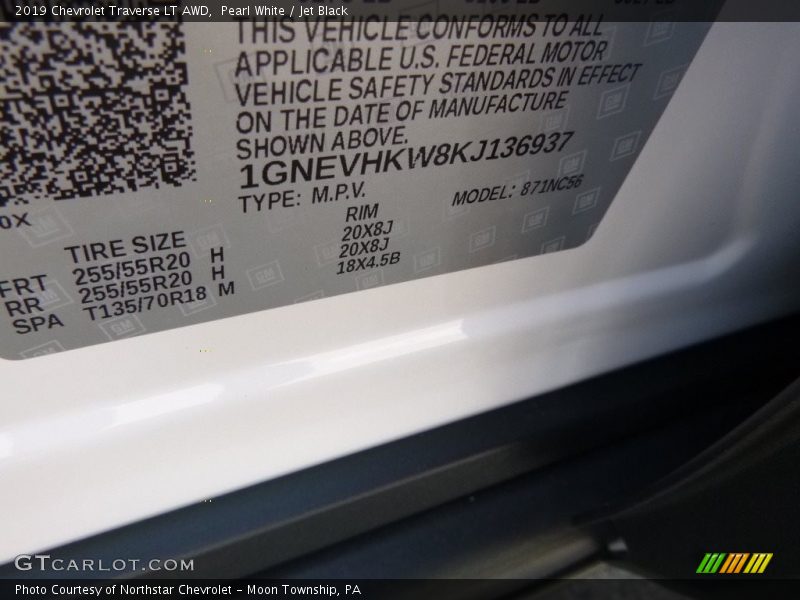 2019 Chevrolet Traverse LT AWD, Pearl White / Jet Black
THIS VEHICLE CONFORMS TO ALL
APPLICABLE U.S. FEDERAL MOTOR
VEHICLE SAFETY STANDARDS IN EFFECT
ON THE DATE OF MANUFACTURE
SHOWN ABOVE.
1GNEVHKW8KJ136937
TYPE: M.P.V. MODEL: 871NC56
0X
TIRE SIZE RIM
FRT 255/55R20 H 20X8J
RR 255/55R20 H 20X8J
SPA T135/70R18 M 18X4.5B
GTCARLOT.COM
Photo Courtesy of Northstar Chevrolet - Moon Township, PA